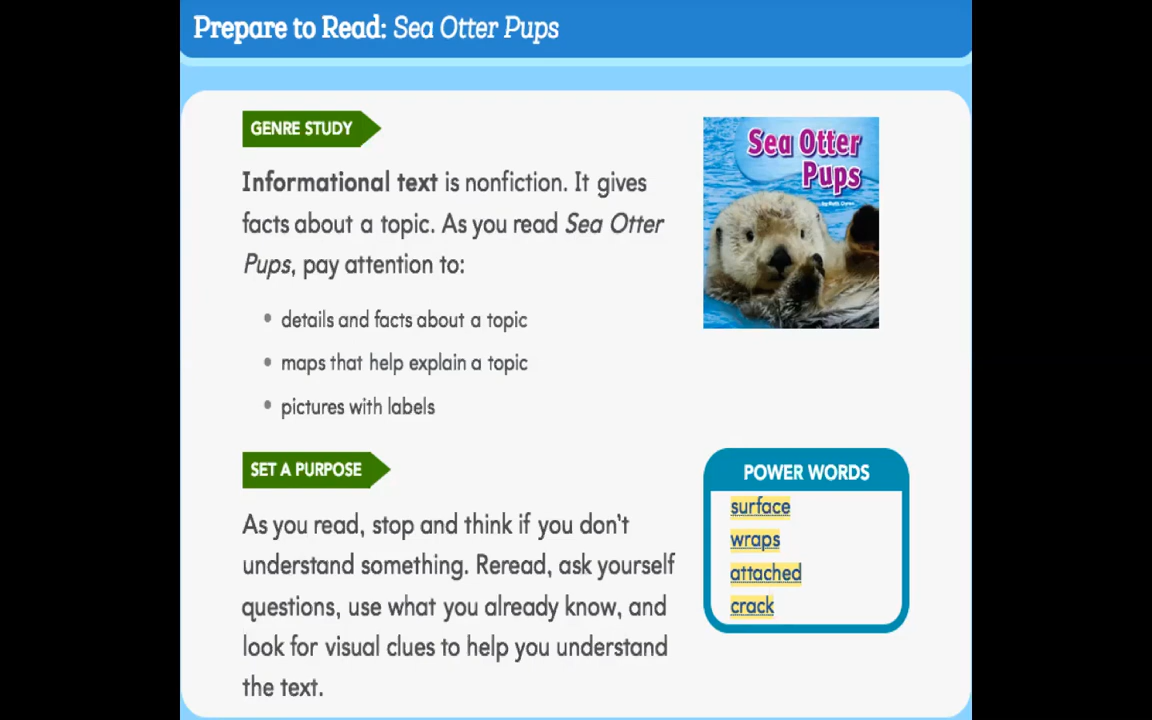 Prepare to Read: Sea Otter Pups
GENRE STUDY
Informational text is nonfiction. It gives
facts about a topic. As you read Sea Otter
Pups, pay attention to:
• details and facts about a topic
• maps that help explain a topic
• pictures with labels
Sea Otter
Pups
SET A PURPOSE
As you read, stop and think if you don't
understand something. Reread, ask yourself
questions, use what you already know, and
look for visual clues to help you understand
the text.
POWER WORDS
surface
wraps
attached
crack